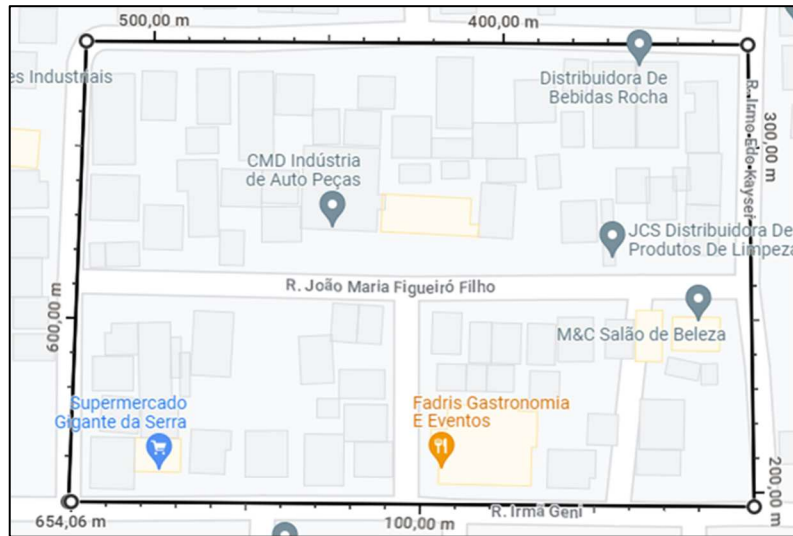 500,00 m
400,00 m
es Industriais
Distribuidora De
Bebidas Rocha
R. Irmo Edo Kayser
300,00 m
CMD Indústria
de Auto Peças
JCS Distribuidora De
Produtos De Limpeza
R. João Maria Figueiró Filho
600,00 m
M&C Salão de Beleza
Supermercado
Gigante da Serra
Fadris Gastronomia
E Eventos
200,00 m
R. Irmã Geni
654,06 m
100,00 m